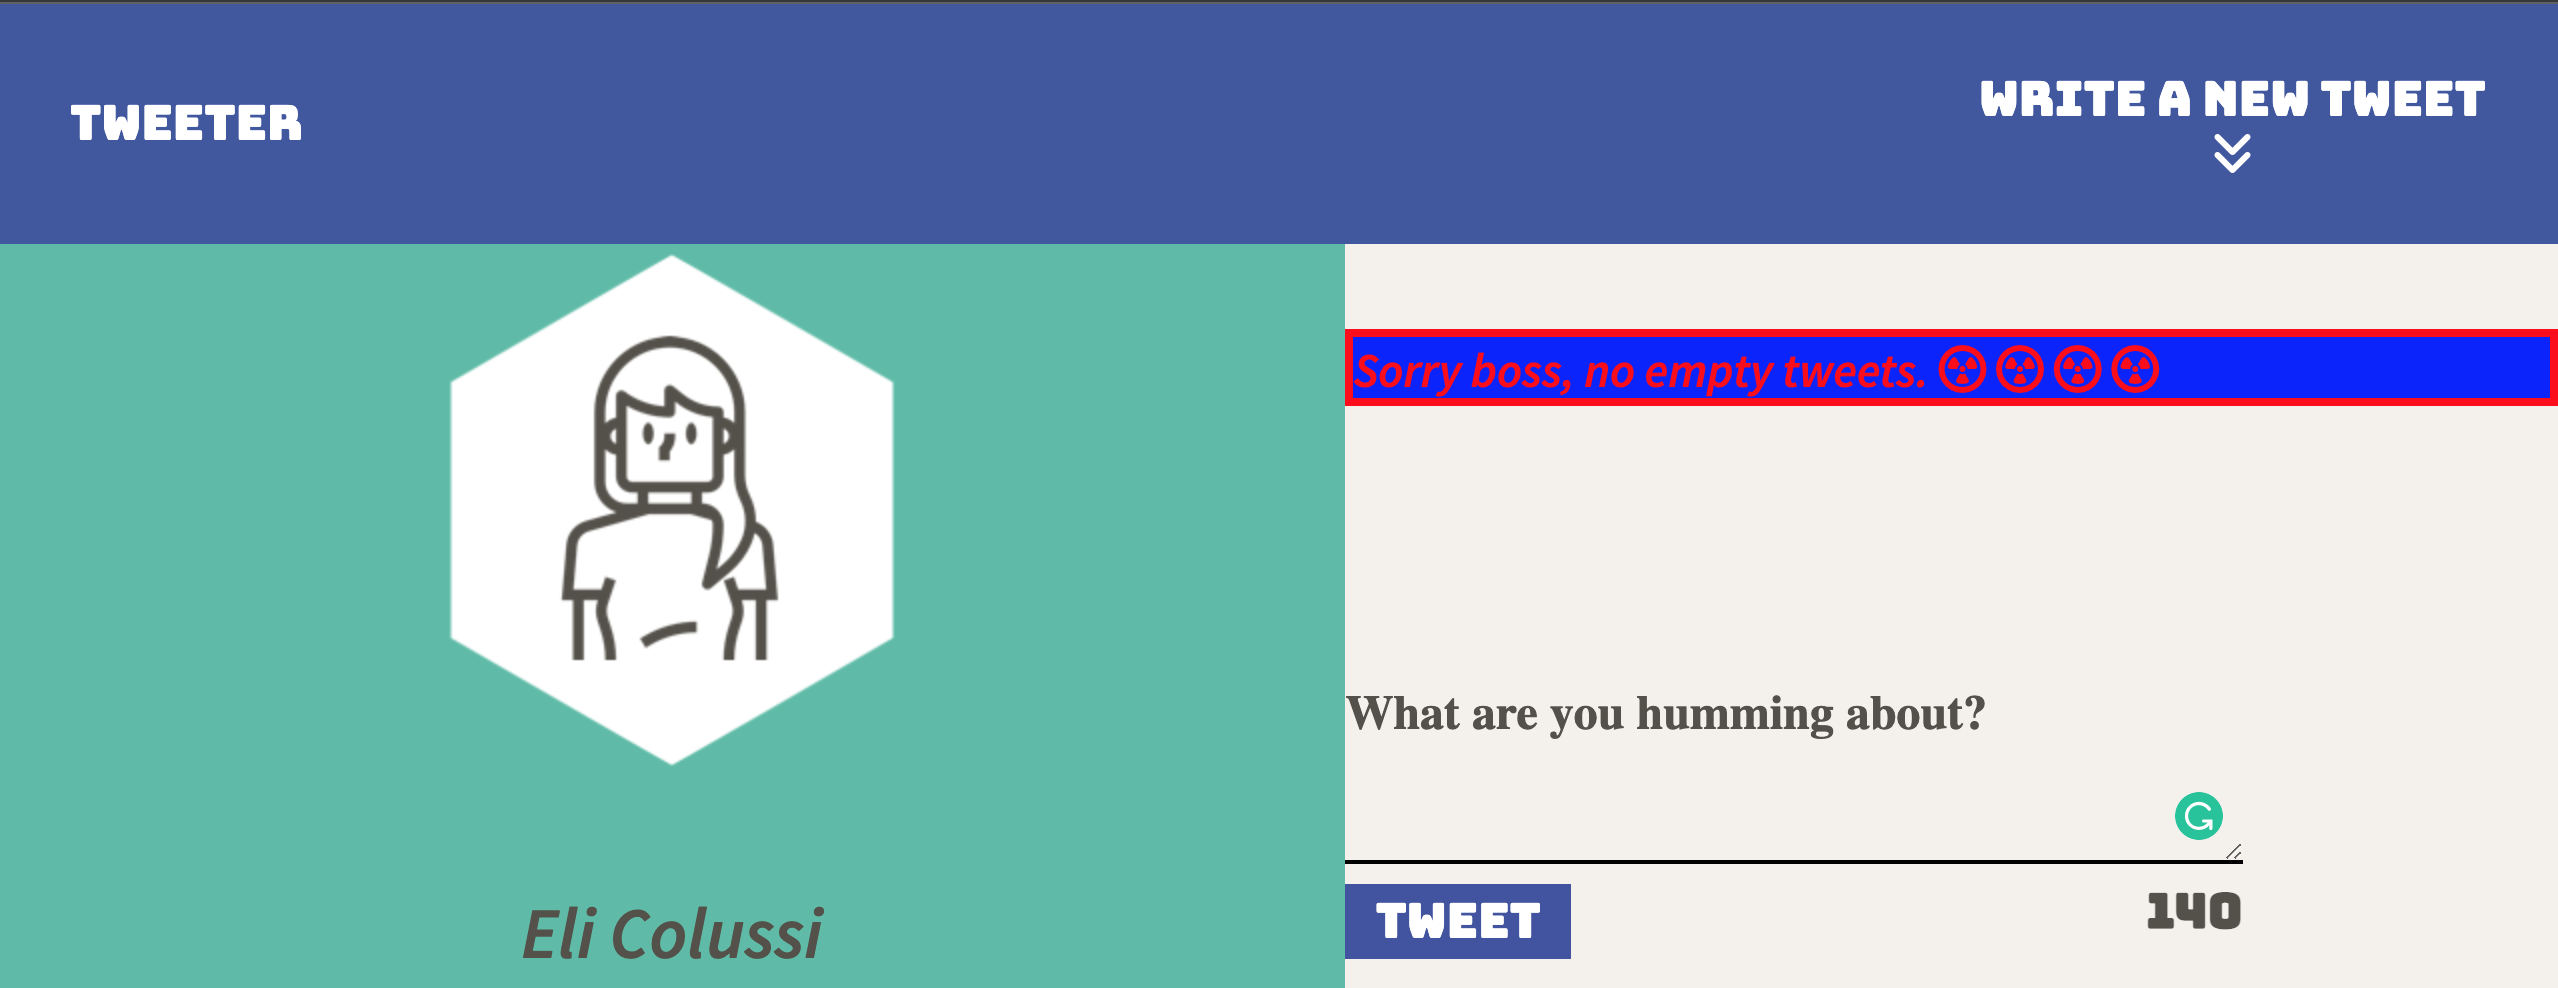 TWEETER
WRITE A NEW TWEET
Sorry boss, no empty tweets.
What are you humming about?
TWEET
140
Eli Colussi